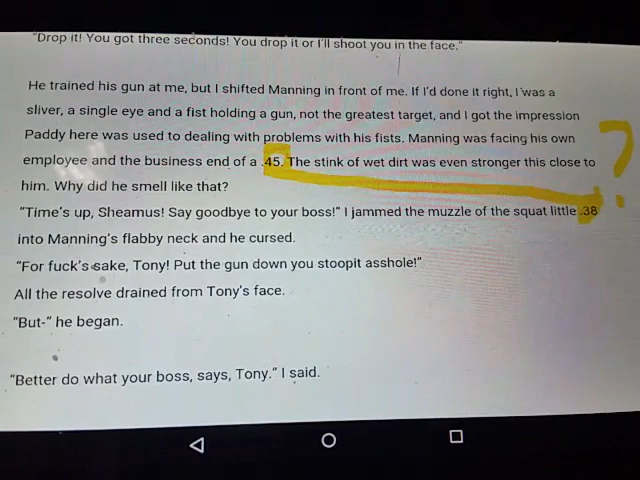 "Drop it! You got three seconds! You drop it or I'll shoot you in the face."
He trained his gun at me, but I shifted Manning in front of me. If I'd done it right, I was a
sliver, a single eye and a fist holding a gun, not the greatest target, and I got the impression
Paddy here was used to dealing with problems with his fists. Manning was facing his own
employee and the business end of a .45. The stink of wet dirt was even stronger this close to
him. Why did he smell like that?
"Time's up, Sheamus! Say goodbye to your boss!" I jammed the muzzle of the squat little .38
into Manning's flabby neck and he cursed.
"For fuck's sake, Tony! Put the gun down you stoopit asshole!"
All the resolve drained from Tony's face.
"But-" he began.
"Better do what your boss, says, Tony." I said.
?!